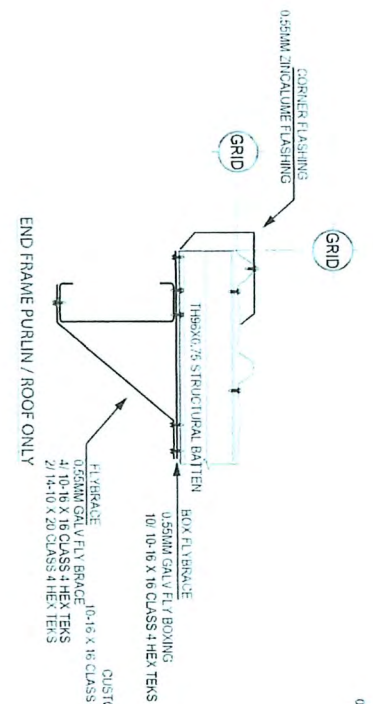 CORNER FLASHING
0.55MM ZINCALUME FLASHING
GRID
GRID
TH96X0.75 STRUCTURAL BATTEN
BOX FLYBRACE
0.55MM GALV FLY BOXING
10/ 10-16 X 16 CLASS 4 HEX TEKS
FLYBRACE
0.55MM GALV FLY BRACE
4/ 10-16 X 16 CLASS 4 HEX TEKS
2/ 14-10 X 20 CLASS 4 HEX TEKS
END FRAME PURLIN / ROOF ONLY
CUSTO
10-16 X 16 CLASS
0